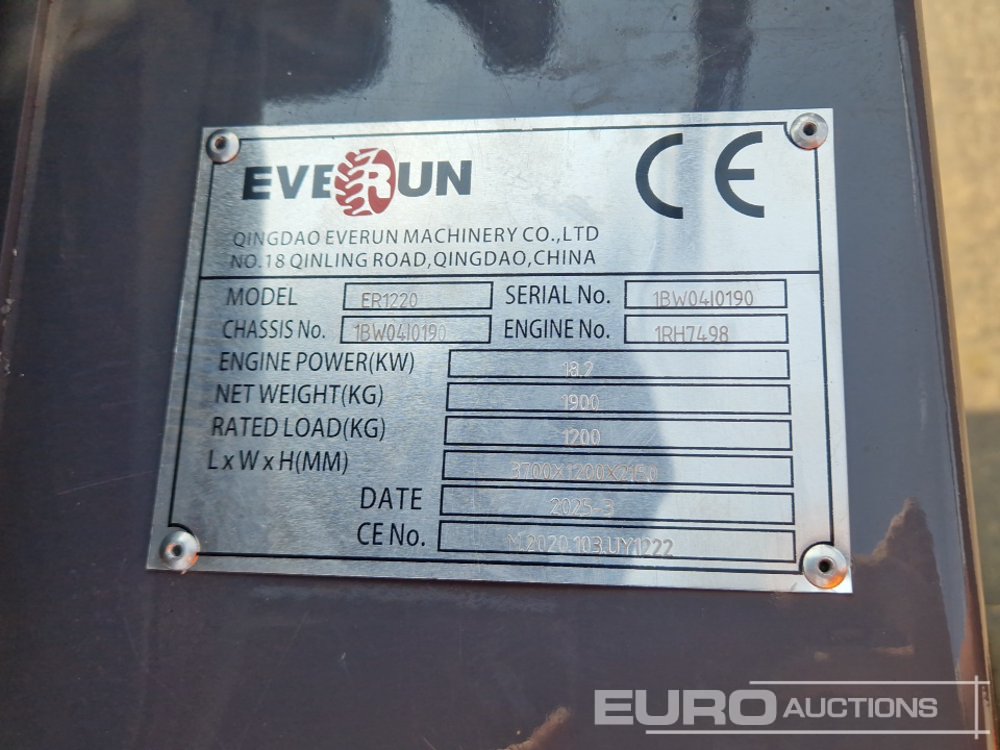 EVERUN CE
QINGDAO EVERUN MACHINERY CO.,LTD
NO.18 QINLING ROAD,QINGDAO,CHINA
MODEL ER1220 SERIAL No. 1BW04I0190
CHASSIS No. 1BW04I0190 ENGINE No. 1RH7498
ENGINE POWER(KW) 18.2
NET WEIGHT(KG) 1900
RATED LOAD(KG) 1200
L x W x H(MM) 3700X1200X2150
DATE 2025-3
CE No. M.2020.103.UY1222
EURO AUCTIONS